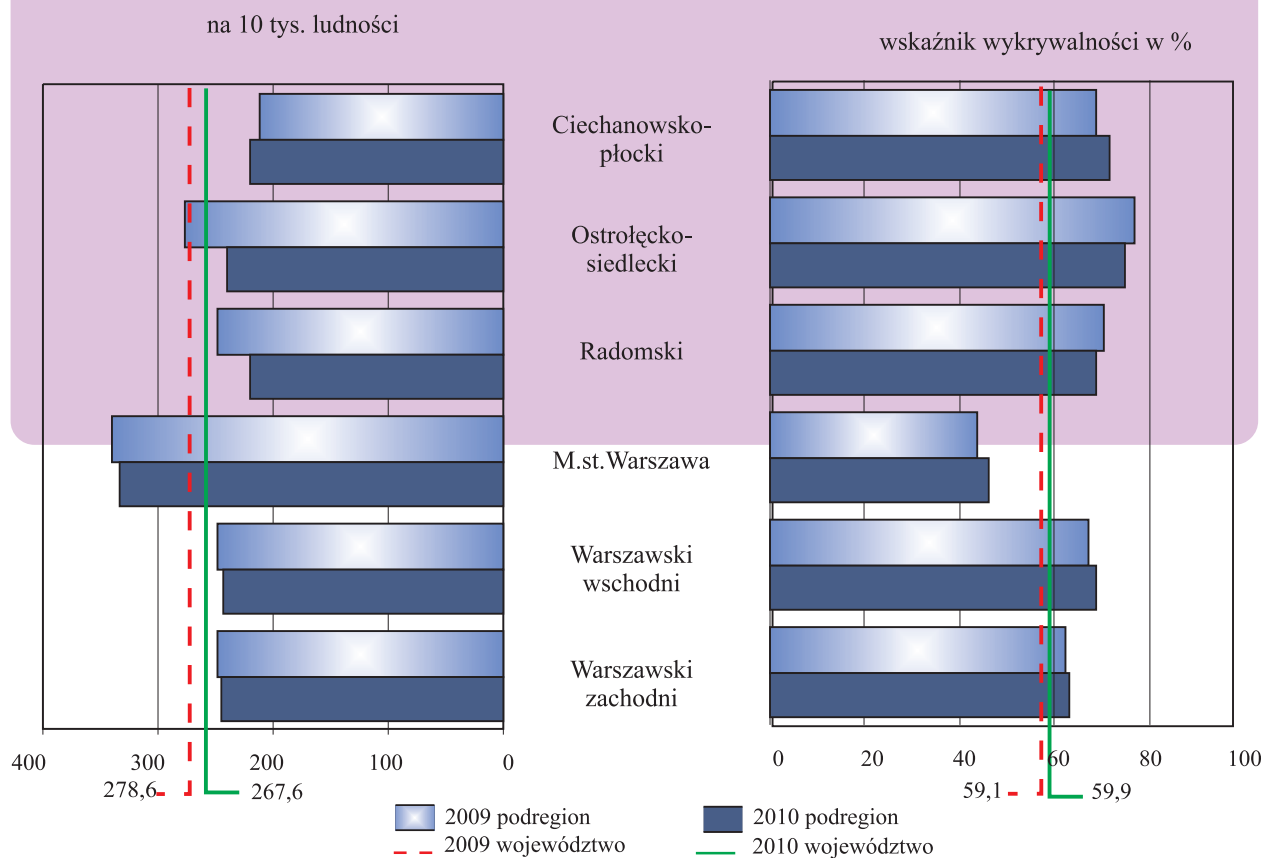 na 10 tys. ludności
wskaźnik wykrywalności w %
Ciechanowsko-
płocki
Ostrołęcko-
siedlecki
Radomski
M.st.Warszawa
Warszawski
wschodni
Warszawski
zachodni
400 300 200 100 0
0 20 40 60 80 100
278,6 267,6
59,1 59,9
2009 podregion 2010 podregion
2009 województwo 2010 województwo